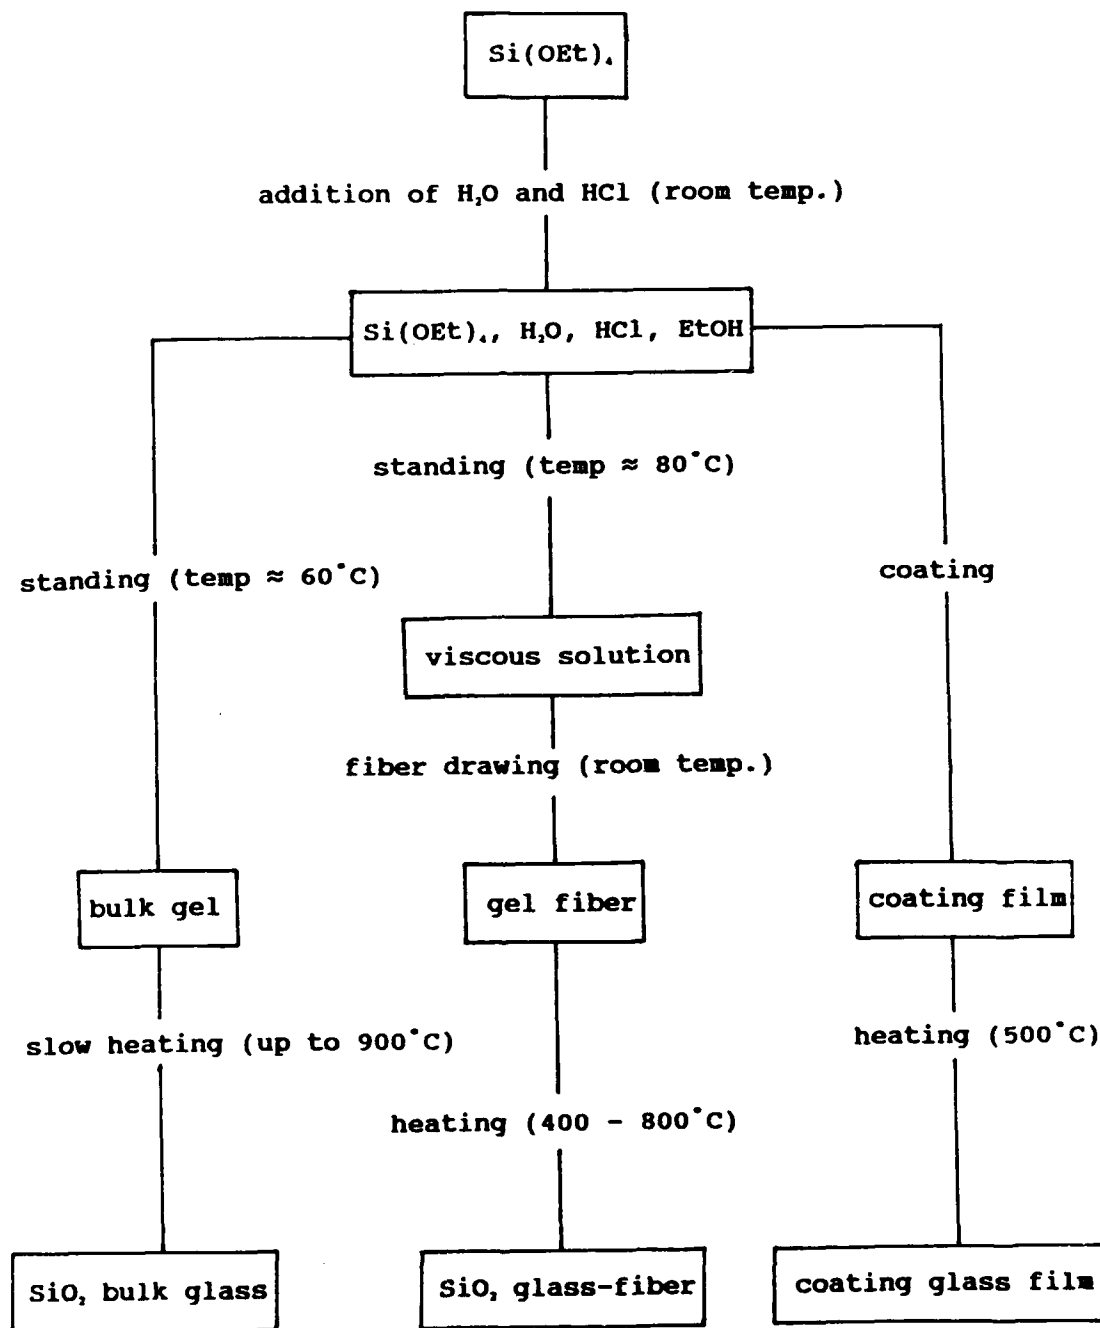 Si(OEt)₄
addition of H₂O and HCl (room temp.)
Si(OEt)₄, H₂O, HCl, EtOH
standing (temp ≈ 80°C)
standing (temp ≈ 60°C)
coating
viscous solution
fiber drawing (room temp.)
bulk gel
gel fiber
coating film
slow heating (up to 900°C)
heating (500°C)
heating (400 - 800°C)
SiO₂ bulk glass
SiO₂ glass-fiber
coating glass film